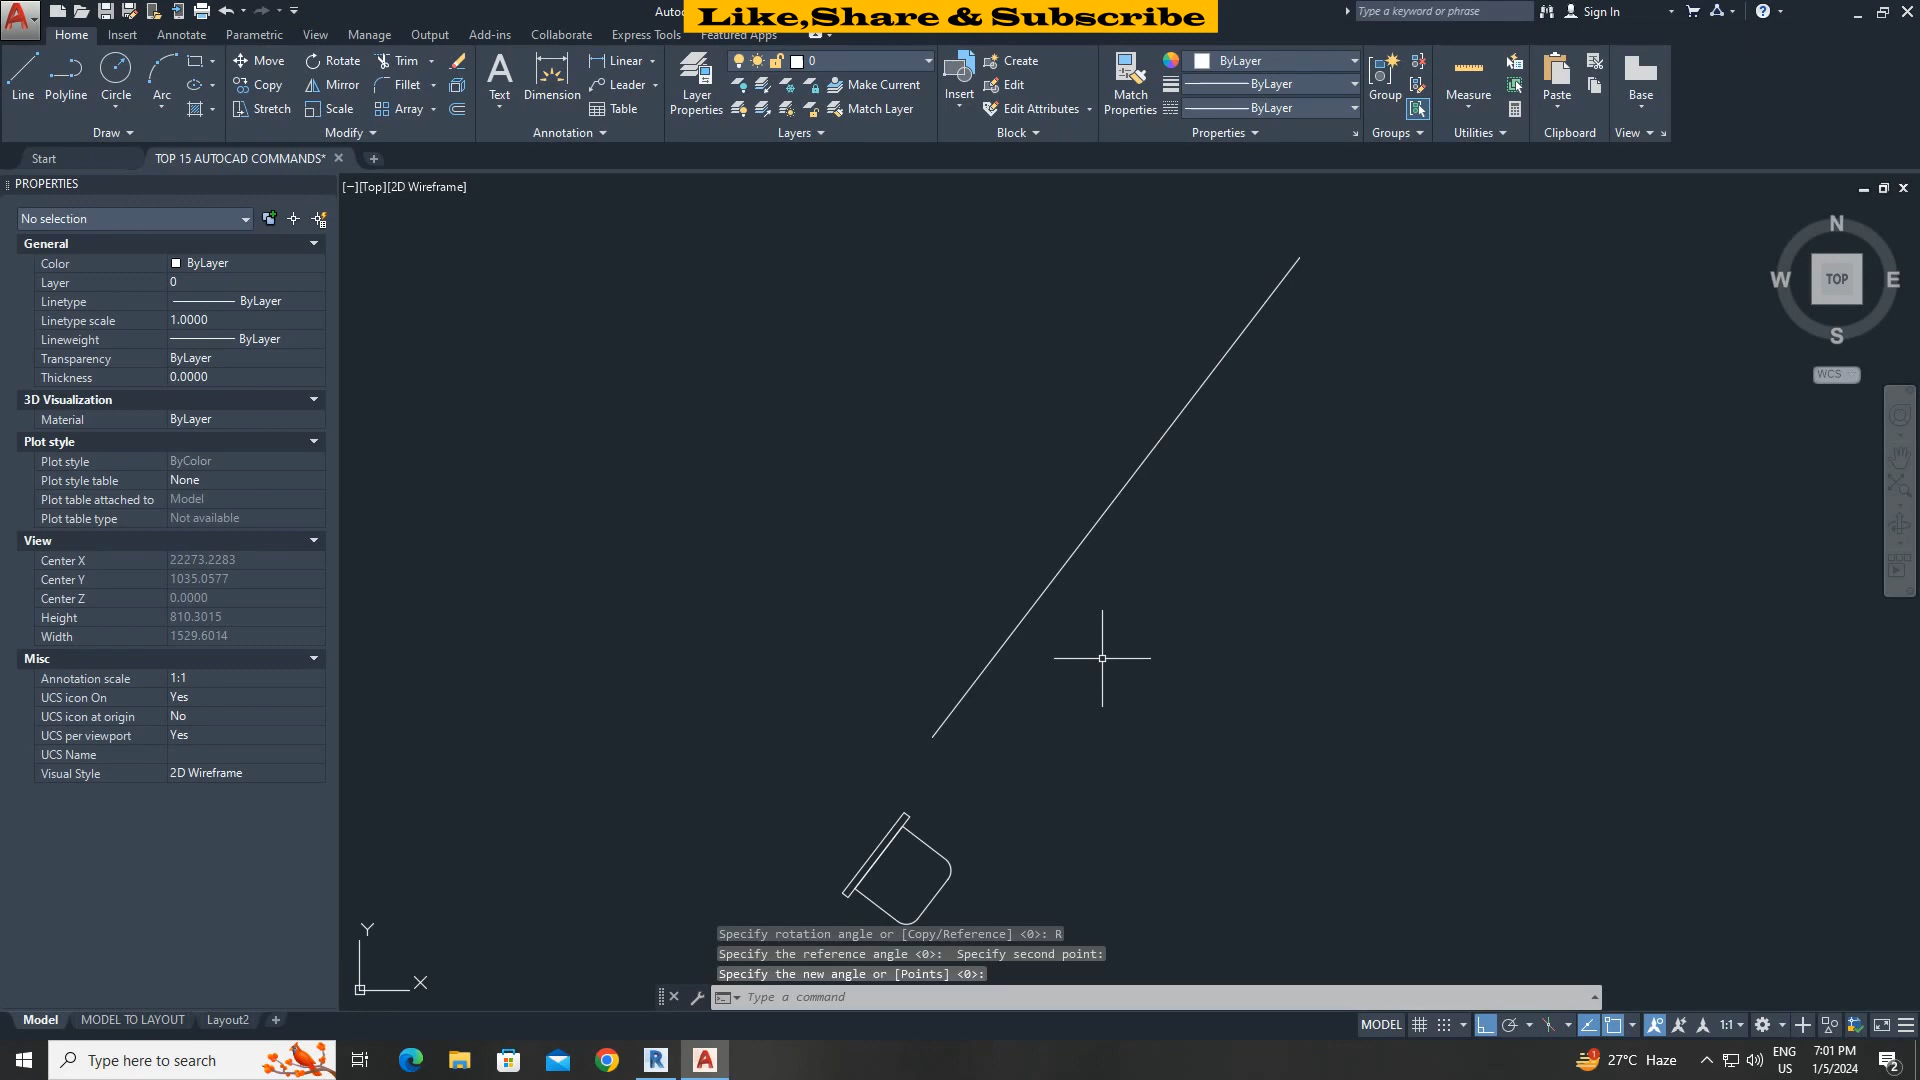 Autoc
Like,Share & Subscribe
Type a keyword or phrase
Sign In
Home Insert Annotate Parametric View Manage Output Add-ins Collaborate Express Tools Featured Apps
Line Polyline Circle Arc
Move Rotate Trim
Copy Mirror Fillet
Stretch Scale Array
Text Dimension
Linear
Leader
Table
Layer Properties
0
Make Current
Match Layer
Insert
Create
Edit
Edit Attributes
Match Properties
ByLayer
ByLayer
ByLayer
Group Measure Paste Base
Draw Modify Annotation Layers Block Properties Groups Utilities Clipboard View
Start TOP 15 AUTOCAD COMMANDS*
PROPERTIES
[−][Top][2D Wireframe]
No selection
General
Color ByLayer
Layer 0
Linetype ByLayer
Linetype scale 1.0000
Lineweight ByLayer
Transparency ByLayer
Thickness 0.0000
3D Visualization
Material ByLayer
Plot style
Plot style ByColor
Plot style table None
Plot table attached to Model
Plot table type Not available
View
Center X 22273.2283
Center Y 1035.0577
Center Z 0.0000
Height 810.3015
Width 1529.6014
Misc
Annotation scale 1:1
UCS icon On Yes
UCS icon at origin No
UCS per viewport Yes
UCS Name
Visual Style 2D Wireframe
N
W TOP E
S
WCS
Y
X
Specify rotation angle or [Copy/Reference] <0>: R
Specify the reference angle <0>: Specify second point:
Specify the new angle or [Points] <0>:
Type a command
Model MODEL TO LAYOUT Layout2
MODEL 1:1
Type here to search
27°C Haze
ENG
US
7:01 PM
1/5/2024
2